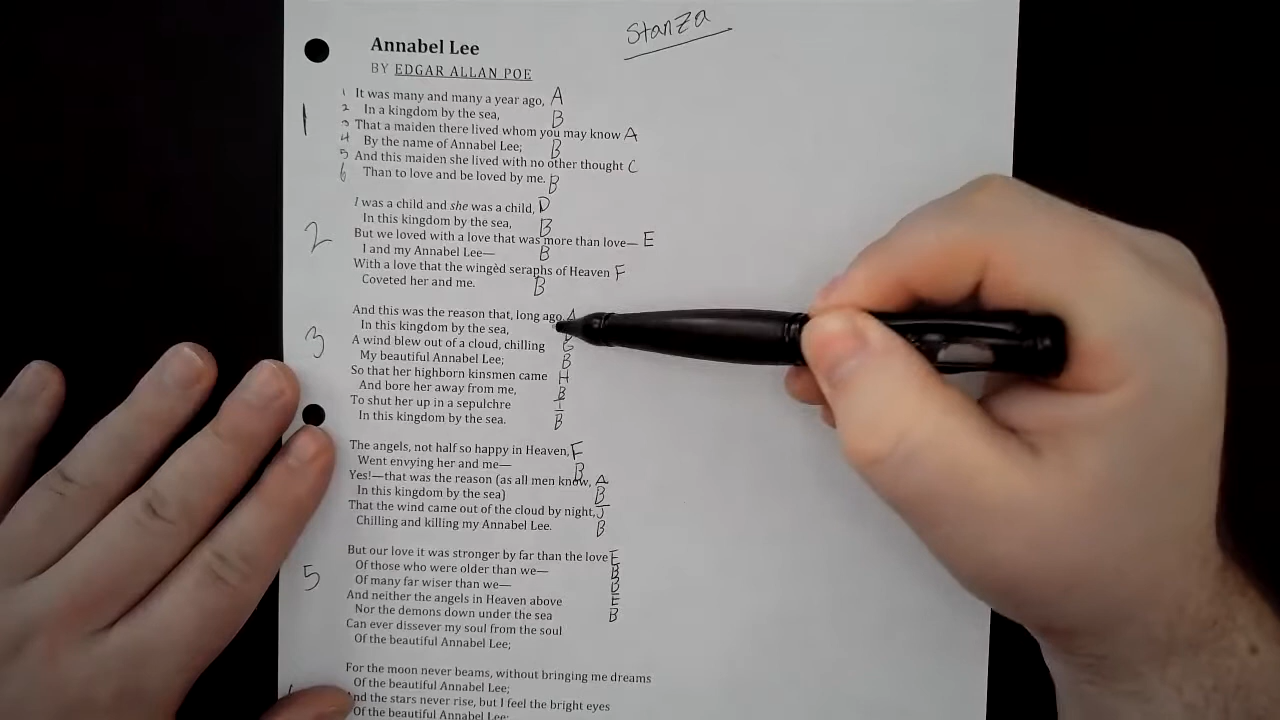 Stanza
Annabel Lee
BY EDGAR ALLAN POE
1 It was many and many a year ago, A
2 In a kingdom by the sea, B
1 3 That a maiden there lived whom you may know A
4 By the name of Annabel Lee; B
5 And this maiden she lived with no other thought C
6 Than to love and be loved by me. B
I was a child and she was a child, D
In this kingdom by the sea, B
2 But we loved with a love that was more than love— E
I and my Annabel Lee— B
With a love that the wingèd seraphs of Heaven F
Coveted her and me. B
And this was the reason that, long ago, A
In this kingdom by the sea,
3 A wind blew out of a cloud, chilling G
My beautiful Annabel Lee; B
So that her highborn kinsmen came H
And bore her away from me, B
To shut her up in a sepulchre I
In this kingdom by the sea. B
The angels, not half so happy in Heaven, F
Went envying her and me— B
Yes!—that was the reason (as all men know, A
In this kingdom by the sea) B
That the wind came out of the cloud by night, J
Chilling and killing my Annabel Lee. B
But our love it was stronger by far than the love E
Of those who were older than we— B
5 Of many far wiser than we— B
And neither the angels in Heaven above E
Nor the demons down under the sea B
Can ever dissever my soul from the soul
Of the beautiful Annabel Lee;
For the moon never beams, without bringing me dreams
Of the beautiful Annabel Lee;
And the stars never rise, but I feel the bright eyes
Of the beautiful Annabel Lee;